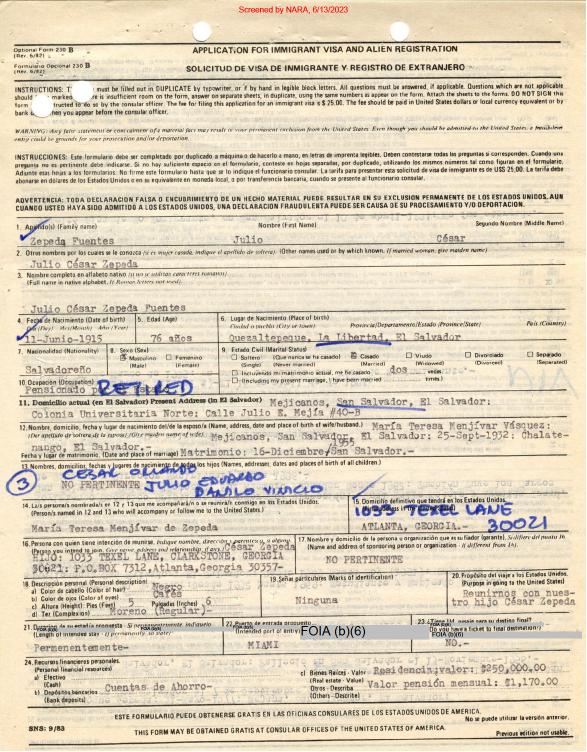 Screened by NARA, 6/13/2023
Optional Form 230 B
(Rev. 6/82)
APPLICATION FOR IMMIGRANT VISA AND ALIEN REGISTRATION
Formulario Opcional 230 B
(Rev. 6/82)
SOLICITUD DE VISA DE INMIGRANTE Y REGISTRO DE EXTRANJERO
INSTRUCTIONS: must be filled out in DUPLICATE by typewriter, or if by hand in legible block letters. All questions must be answered, if applicable. Questions which are not applicable
should marked. insufficient room on the form, answer on separate sheets, in duplicate, using the same numbers as appear on the form. Attach the sheets to the forms. DO NOT SIGN this
form to do so by the consular officer. The fee for filing this application for an immigrant visa is $ 25.00. The fee should be paid in United States dollars or local currency equivalent or by
bank when you appear before the consular officer.
WARNING: Any false statement or concealment of a material fact may result in your permanent exclusion from the United States. Even though you should be admitted to the United States, a fraudulent
entry could be grounds for your prosecution and/or deportation.
INSTRUCCIONES: Este formulario debe ser completado por duplicado a máquina o de hacerlo a mano, en letras de imprenta legibles. Deben contestarse todas las preguntas si corresponden. Cuando una
pregunta no es pertinente debe indicarse. Si no hay suficiente espacio en el formulario, conteste en hojas separadas, por duplicado, utilizando los mismos números tal como figuran en el formulario.
Adjunte esas hojas a los formularios. No firme este formulario hasta que se lo indique el funcionario consular. La tarifa para presentar esta solicitud de visa de inmigrante es de US$ 25.00. La tarifa debe
abonarse en dólares de los Estados Unidos o en su equivalente en moneda local, o por transferencia bancaria, cuando se presente al funcionario consular.
ADVERTENCIA: TODA DECLARACION FALSA O ENCUBRIMIENTO DE UN HECHO MATERIAL PUEDE RESULTAR EN SU EXCLUSION PERMANENTE DE LOS ESTADOS UNIDOS. AUN
CUANDO USTED HAYA SIDO ADMITIDO A LOS ESTADOS UNIDOS, UNA DECLARACION FRAUDULENTA PUEDE SER CAUSA DE SU PROCESAMIENTO Y/O DEPORTACION.
1. Apellido(s) (Family name) Nombre (First Name) Segundo Nombre (Middle Name)
Zepeda Fuentes Julio César
2. Otros nombres por los cuales se le conozca (si es mujer casada, indique el apellido de soltera). (Other names used or by which known. If married woman, give maiden name)
Julio César Zepeda
3. Nombre completo en alfabeto nativo (si no se utilizan caracteres romanos)
(Full name in native alphabet. If Roman letters not used)
Julio César Zepeda Fuentes
4. Fecha de Nacimiento (Date of birth) 5. Edad (Age) 6. Lugar de Nacimiento (Place of birth)
Día (Day) Mes(Month) Año (Year) Ciudad o pueblo (City or town) Provincia/Departamento/Estado (Province/State) País (Country)
11-Junio-1915 76 años Quezaltepeque, La Libertad, El Salvador
7. Nacionalidad (Nationality) 8. Sexo (Sex) 9. Estado Civil (Marital Status)
Masculino (Male) Femenino (Female) Soltero (Que nunca se ha casado) Casado Viudo Divorciado Separado
(Single) (Never married) (Married) (Widowed) (Divorced) (Separated)
Salvadoreño
Incluyendo mi matrimonio actual, me he casado dos veces.
(Including my present marriage, I have been married times.)
10. Ocupación (Occupation)
Pensionado por RETIRED
11. Domicilio actual (en El Salvador) Present Address (in El Salvador) Mejicanos, San Salvador, El Salvador:
Colonia Universitaria Norte: Calle Julio E. Mejía #40-B
12. Nombre, domicilio, fecha y lugar de nacimiento del/de la esposo/a (Name, address, date and place of birth of wife/husband.) María Teresa Menjívar Vásquez:
Mejicanos, San Salvador, El Salvador: 25-Sept-1932: Chalate-
nango, El Salvador.- 1955
Fecha y lugar de matrimonio. (Date and place of marriage) Matrimonio: 16-Diciembre/San Salvador.-
13. Nombres, domicilios, fechas y lugares de nacimiento de todos los hijos (Names, addresses, dates and places of birth of all children.)
CESAR ORLANDO
3 NO PERTINENTE JULIO EDUARDO
DANILO VINICIO
14. La/s persona/s nombrada/s en 12 y 13 que me acompañará/n o se reunirá/n conmigo en los Estados Unidos.
(Person/s named in 12 and 13 who will accompany or follow me to the United States.)
María Teresa Menjívar de Zepeda
15. Domicilio definitivo que tendrá en los Estados Unidos.
1033 TEXEL LANE
ATLANTA, GEORGIA.- 30021
16. Persona con quien tiene intención de reunirse. Indique nombre, dirección y parentesco, si alguno
(Person you intend to join. Give name, address and relationship, if any.) César Zepeda
HIJO: 1033 TEXEL LANE, CLARKSTONE, GEORGIA
30021: P.O.BOX 7312, Atlanta, Georgia 30357-
17. Nombre y domicilio de la persona u organización que es su fiador (garante). Si difiere del punto 16
(Name and address of sponsoring person or organization. If different from 16).
NO PERTINENTE
18. Descripción personal (Personal description)
a) Color de cabello (Color of hair) Negro
b) Color de ojos (Color of eyes) Cafés
c) Altura (Height): Pies (Feet) 5 Pulgadas (Inches) 6
d) Tez (Complexion) Moreno (Regular)
19. Señas particulares (Marks of identification)
Ninguna
20. Propósito del viaje a los Estados Unidos.
(Purpose in going to the United States)
Reunirnos con nues-
tro hijo César Zepeda
21. Duración de su estadía propuesta - Si permanentemente indíquelo
(Length of intended stay - If permanently, so state)
Permenentemente-
22. Puerto de entrada propuesto
(Intended port of entry)
FOIA (b)(6)
MIAMI
23. ¿Tiene Ud. pasaje para su destino final?
(Do you have a ticket to final destination?)
FOIA (b)(6)
NO.-
24. Recursos financieros personales.
(Personal financial resources)
a) Efectivo
(Cash)
b) Depósitos bancarios Cuentas de Ahorro-
(Bank deposits)
c) Bienes Raíces - Valor Residencia; valor: ¢250,000.00
(Real estate - Value) Valor pensión mensual: ¢1,170.00
Otros - Describa
(Others - Describe)
ESTE FORMULARIO PUEDE OBTENERSE GRATIS EN LAS OFICINAS CONSULARES DE LOS ESTADOS UNIDOS DE AMERICA.
No se puede utilizar la versión anterior.
SNS: 9/83 THIS FORM MAY BE OBTAINED GRATIS AT CONSULAR OFFICES OF THE UNITED STATES OF AMERICA. Previous edition not usable.